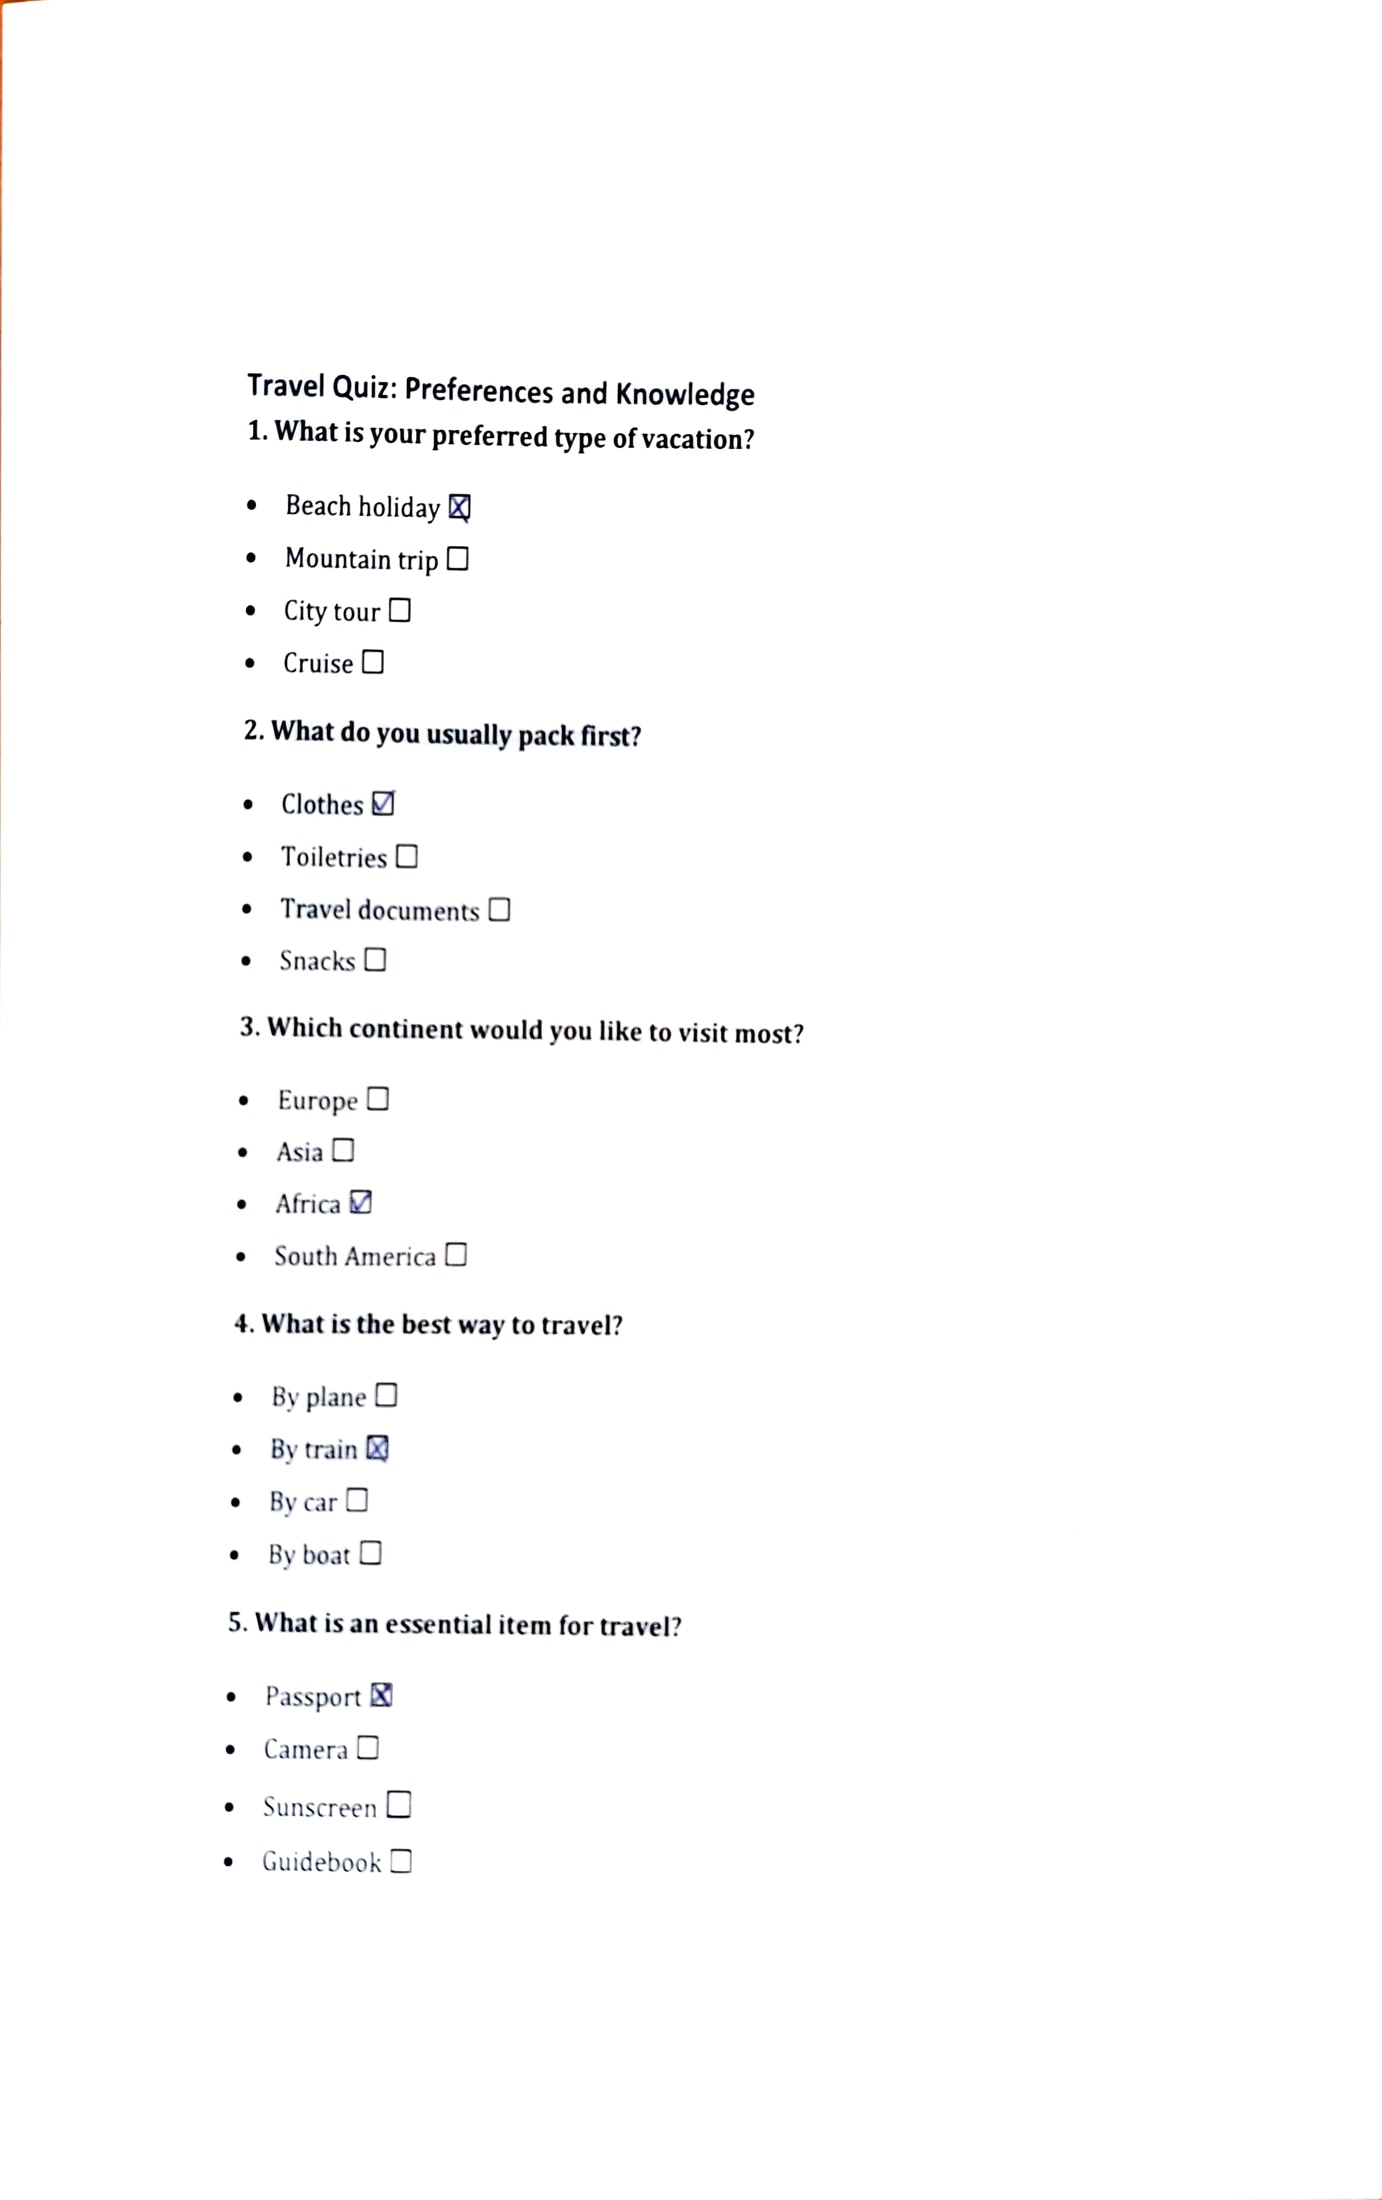 Travel Quiz: Preferences and Knowledge
1. What is your preferred type of vacation?
• Beach holiday ☒
• Mountain trip ☐
• City tour ☐
• Cruise ☐
2. What do you usually pack first?
• Clothes ☑
• Toiletries ☐
• Travel documents ☐
• Snacks ☐
3. Which continent would you like to visit most?
• Europe ☐
• Asia ☐
• Africa ☑
• South America ☐
4. What is the best way to travel?
• By plane ☐
• By train ☒
• By car ☐
• By boat ☐
5. What is an essential item for travel?
• Passport ☒
• Camera ☐
• Sunscreen ☐
• Guidebook ☐